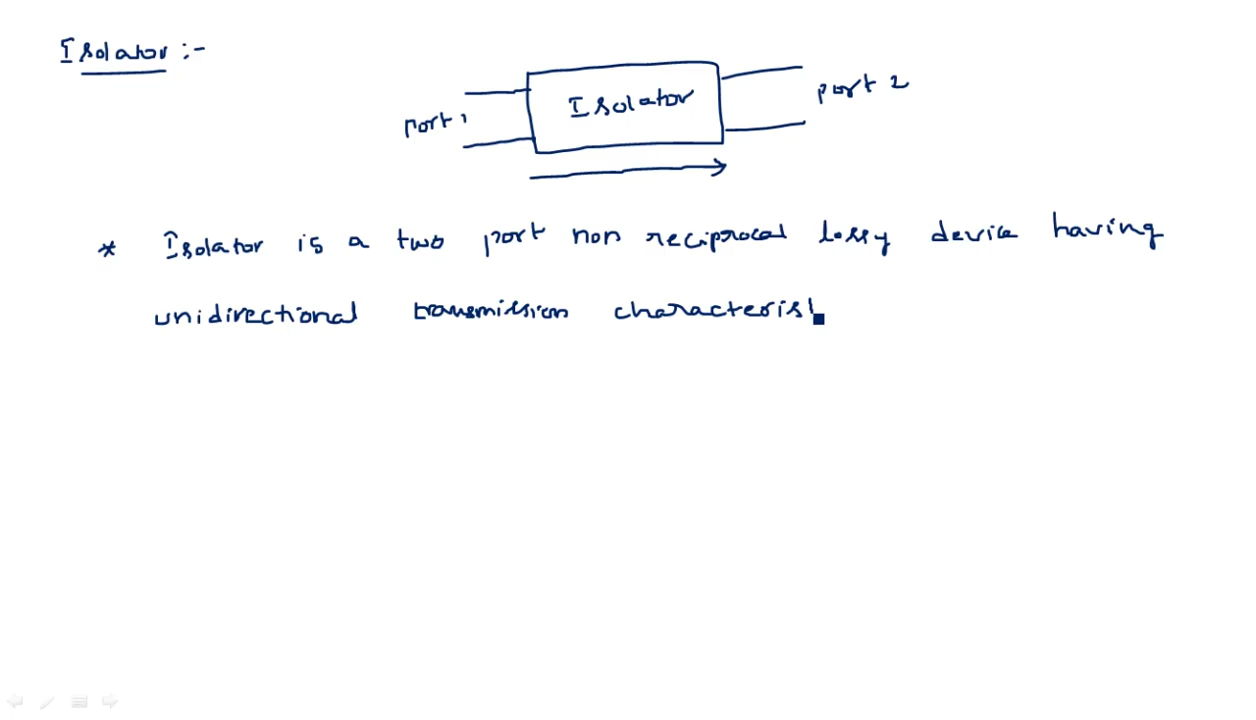 Isolator :-
Isolator
port 1
port 2
* Isolator is a two port non reciprocal lossy device having
unidirectional transmission characterist